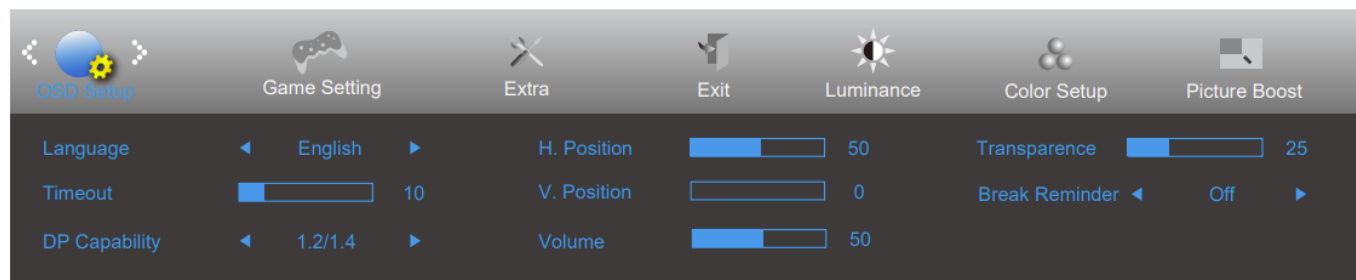 OSD Setup Game Setting Extra Exit Luminance Color Setup Picture Boost
Language English H. Position 50 Transparence 25
Timeout 10 V. Position 0 Break Reminder Off
DP Capability 1.2/1.4 Volume 50